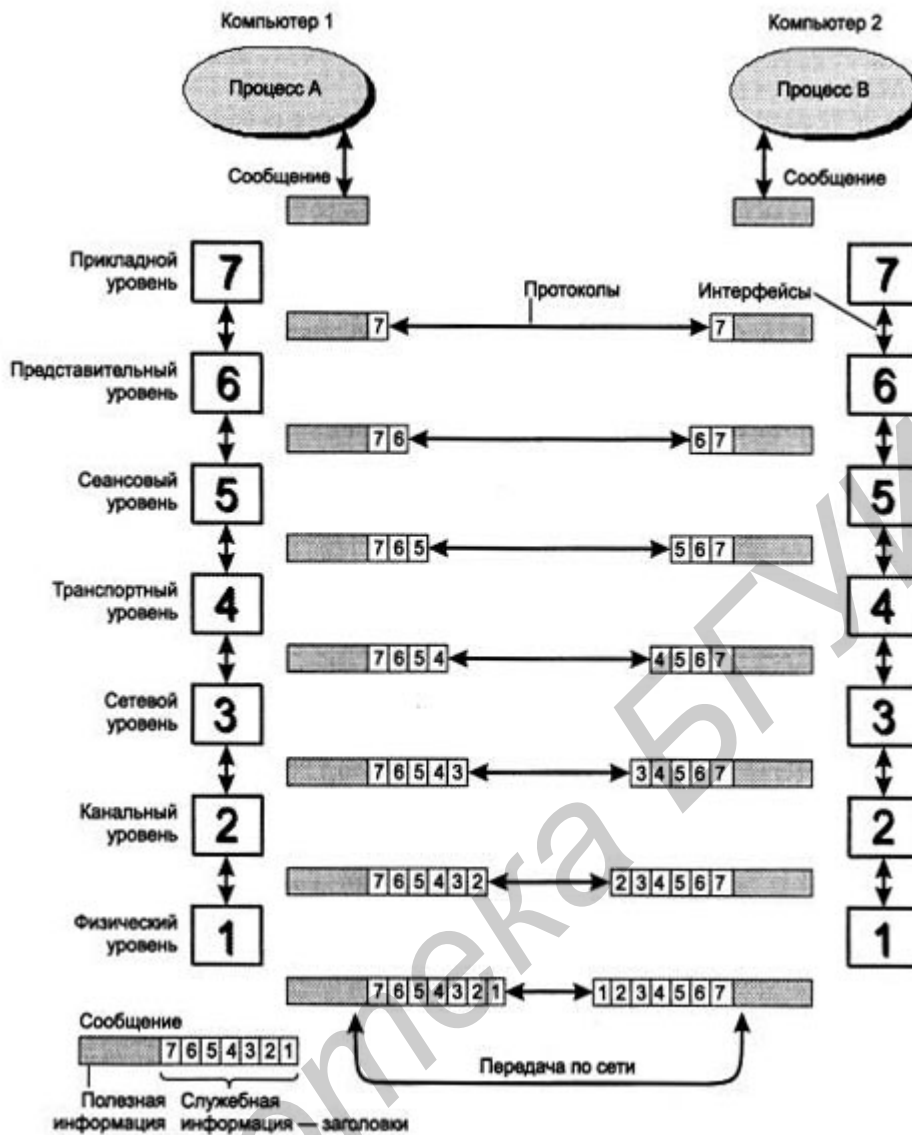 Компьютер 1
Компьютер 2
Процесс А
Процесс В
Сообщение
Сообщение
Прикладной
уровень
7
7
Протоколы
Интерфейсы
7
7
Представительный
уровень
6
6
7 6
6 7
Сеансовый
уровень
5
5
7 6 5
5 6 7
Транспортный
уровень
4
4
7 6 5 4
4 5 6 7
Сетевой
уровень
3
3
7 6 5 4 3
3 4 5 6 7
Канальный
уровень
2
2
7 6 5 4 3 2
2 3 4 5 6 7
Физический
уровень
1
1
7 6 5 4 3 2 1
1 2 3 4 5 6 7
Сообщение
7 6 5 4 3 2 1
Передача по сети
Полезная
информация
Служебная
информация — заголовки